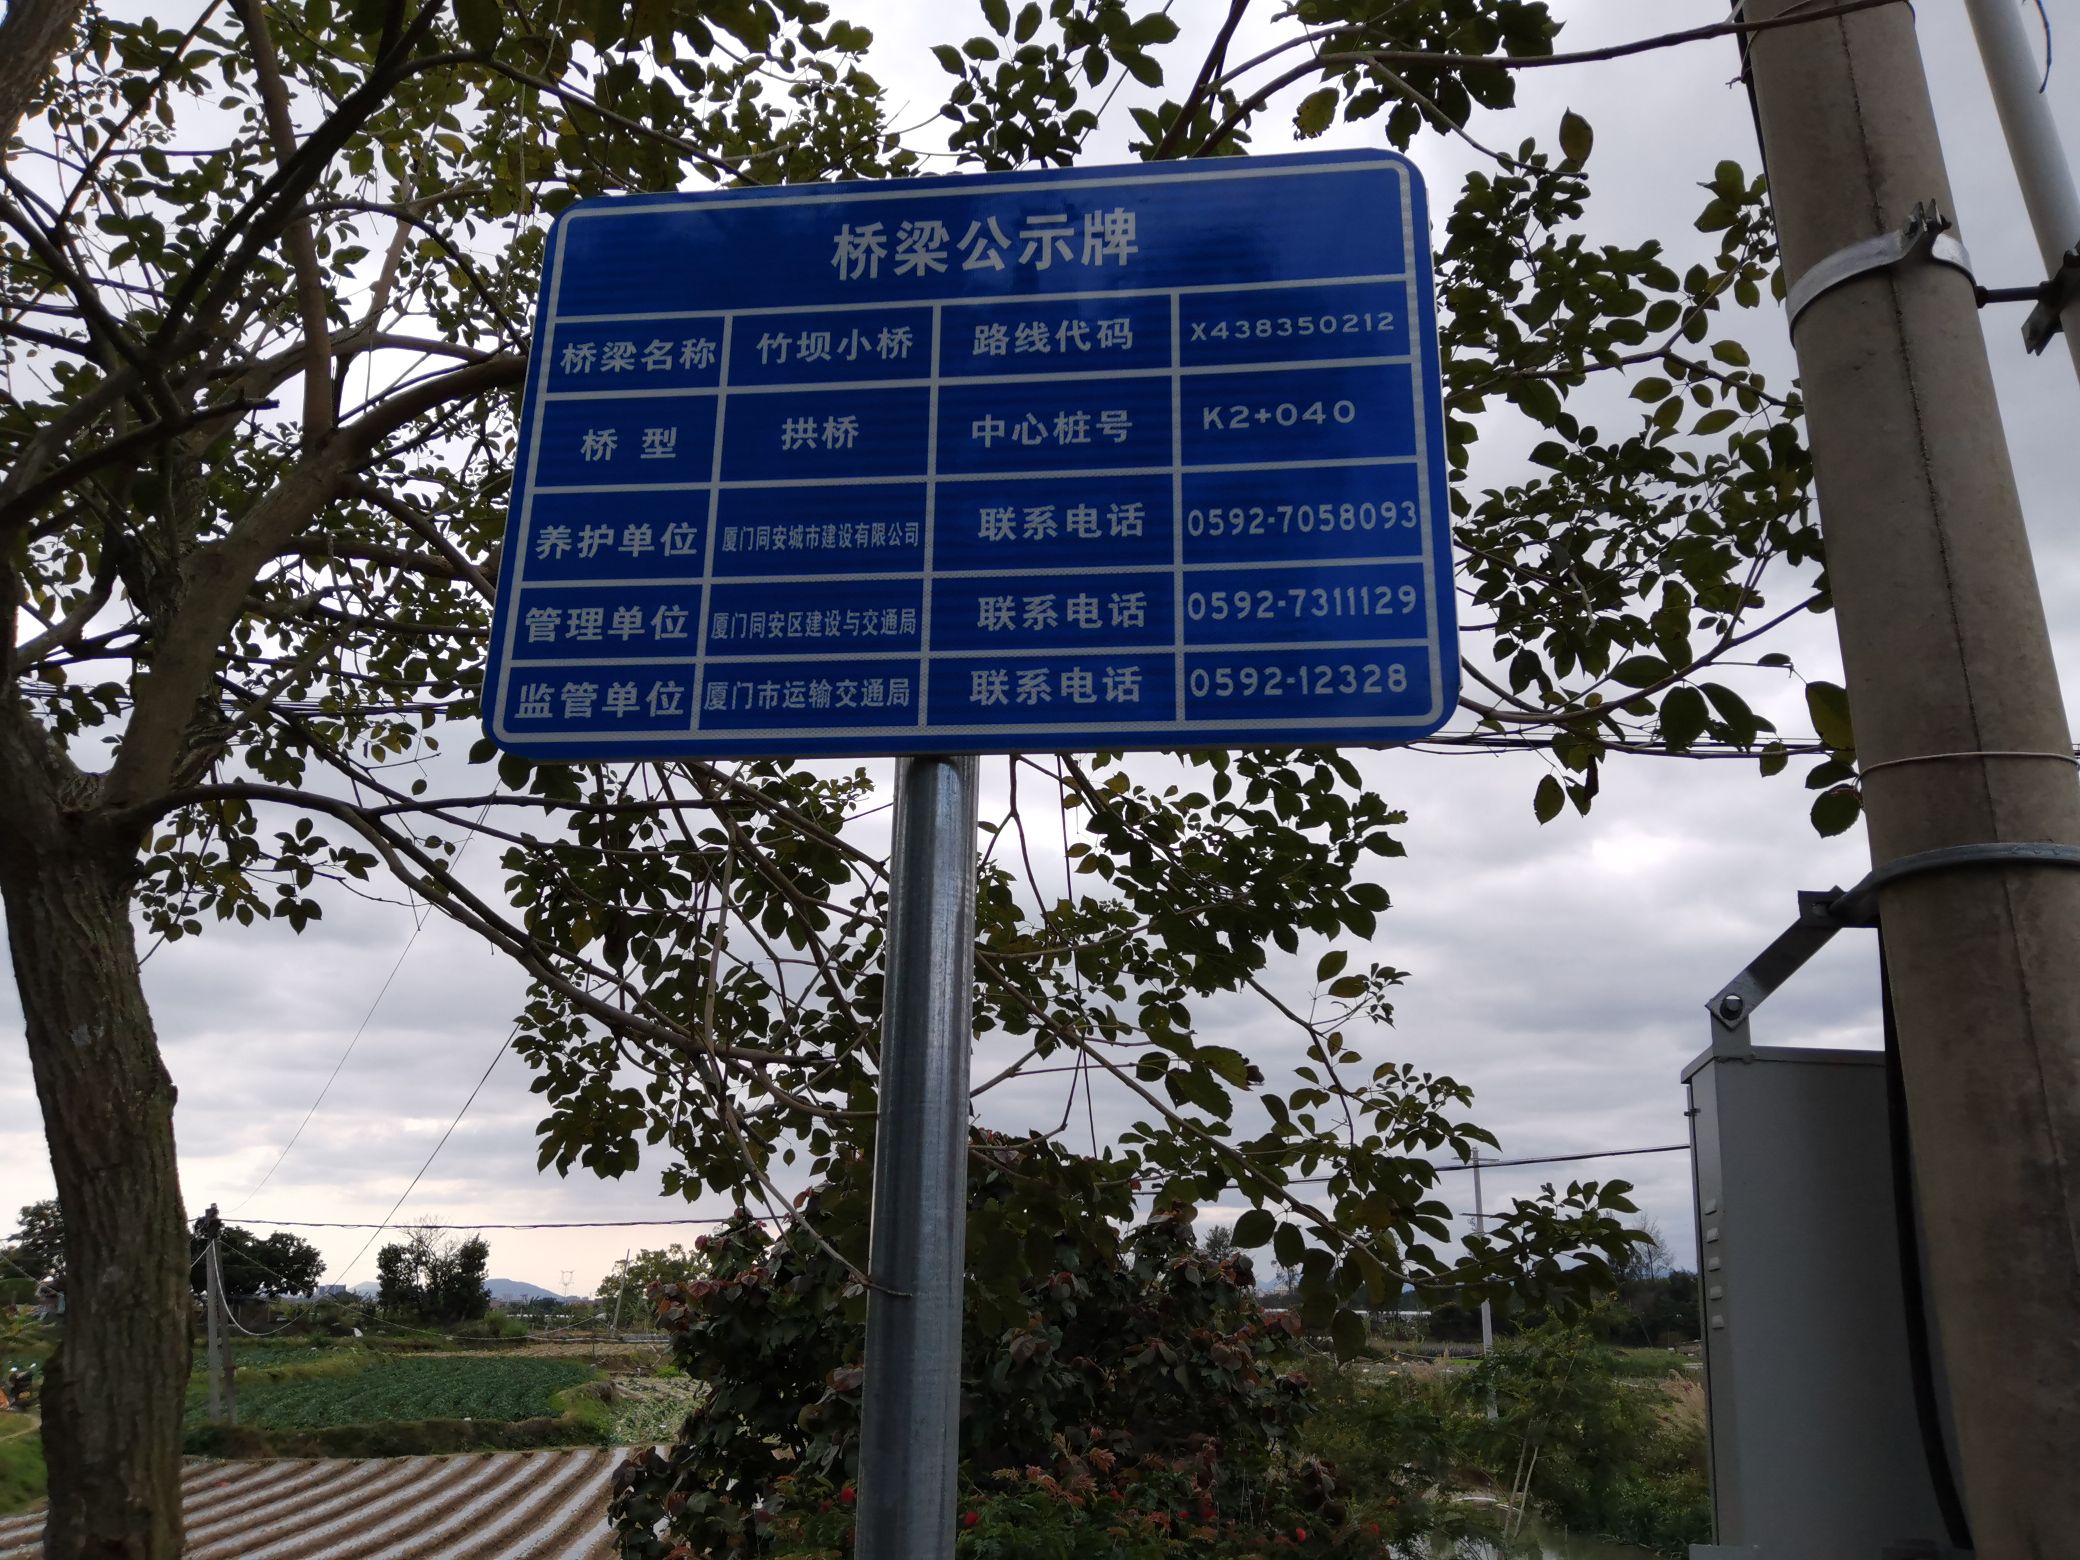 桥梁公示牌
桥梁名称 竹坝小桥 路线代码 X438350212
桥 型 拱桥 中心桩号 K2+040
养护单位 厦门同安城市建设有限公司 联系电话 0592-7058093
管理单位 厦门同安区建设与交通局 联系电话 0592-7311129
监管单位 厦门市运输交通局 联系电话 0592-12328